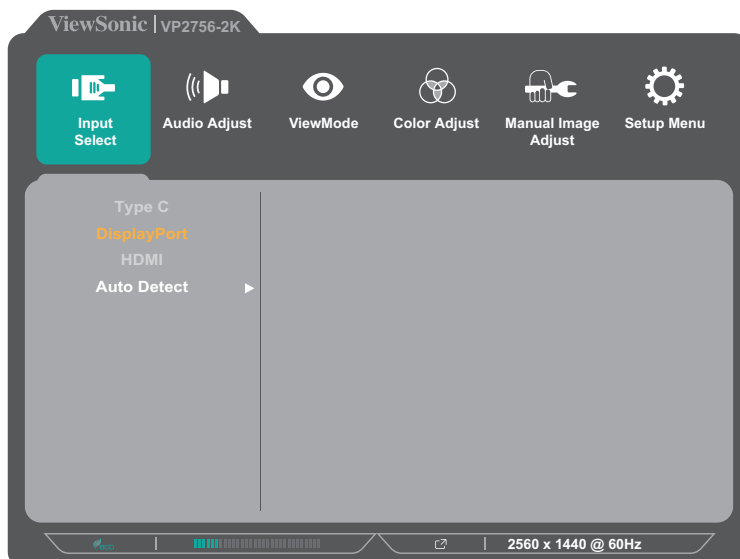 ViewSonic | VP2756-2K
Input Select
Audio Adjust
ViewMode
Color Adjust
Manual Image Adjust
Setup Menu
Type C
DisplayPort
HDMI
Auto Detect
eco
2560 x 1440 @ 60Hz